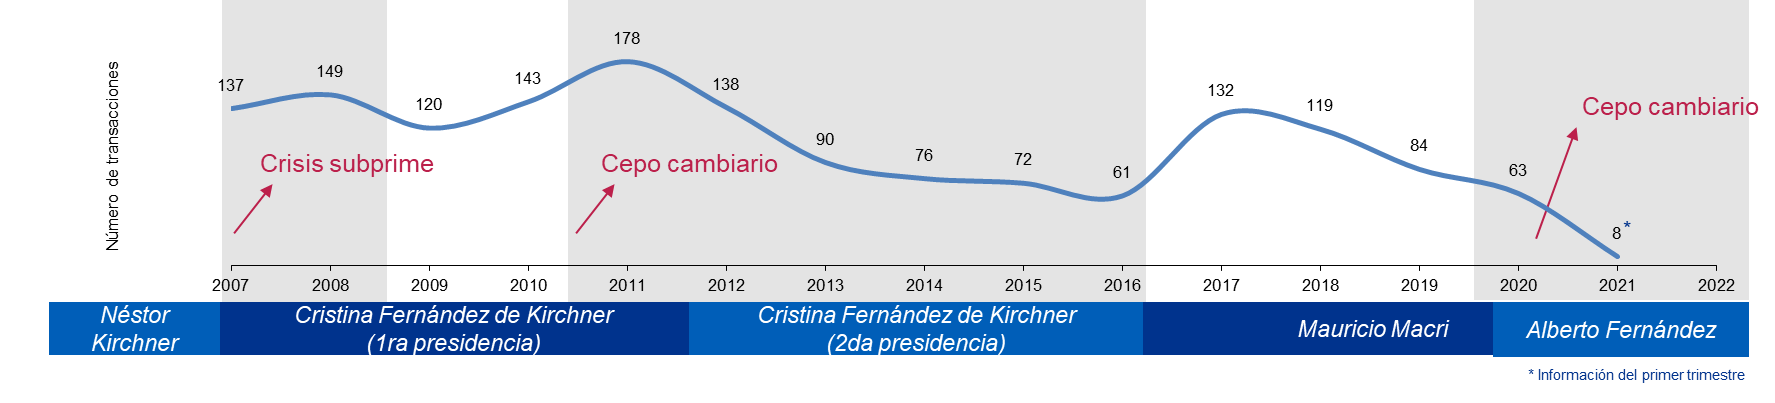 Número de transacciones
137
149
120
143
178
138
90
76
72
61
132
119
84
63
8*
Crisis subprime
Cepo cambiario
Cepo cambiario
2007 2008 2009 2010 2011 2012 2013 2014 2015 2016 2017 2018 2019 2020 2021 2022
Néstor
Kirchner
Cristina Fernández de Kirchner
(1ra presidencia)
Cristina Fernández de Kirchner
(2da presidencia)
Mauricio Macri
Alberto Fernández
* Información del primer trimestre